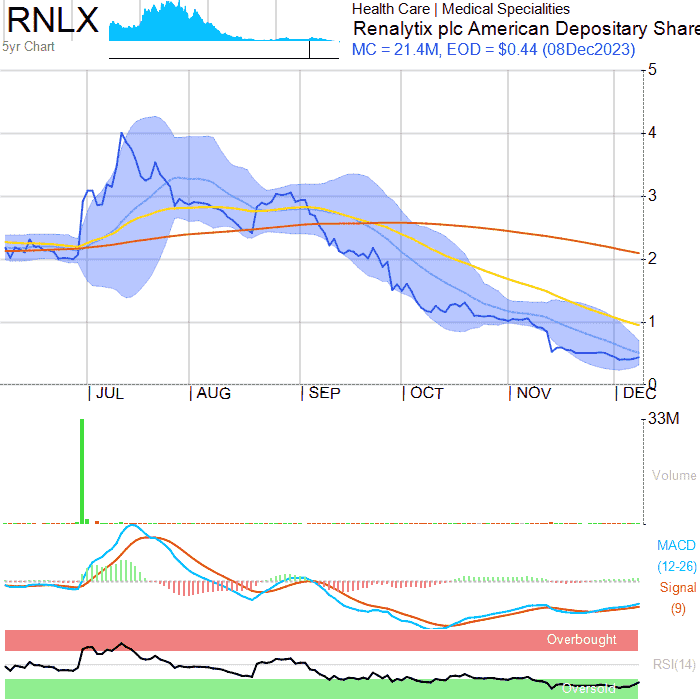 RNLX
5yr Chart
Health Care | Medical Specialities
Renalytix plc American Depositary Share
MC = 21.4M, EOD = $0.44 (08Dec2023)
5
4
3
2
1
0
JUL
AUG
SEP
OCT
NOV
DEC
33M
Volume
MACD
(12-26)
Signal
(9)
Overbought
RSI(14)
Oversold